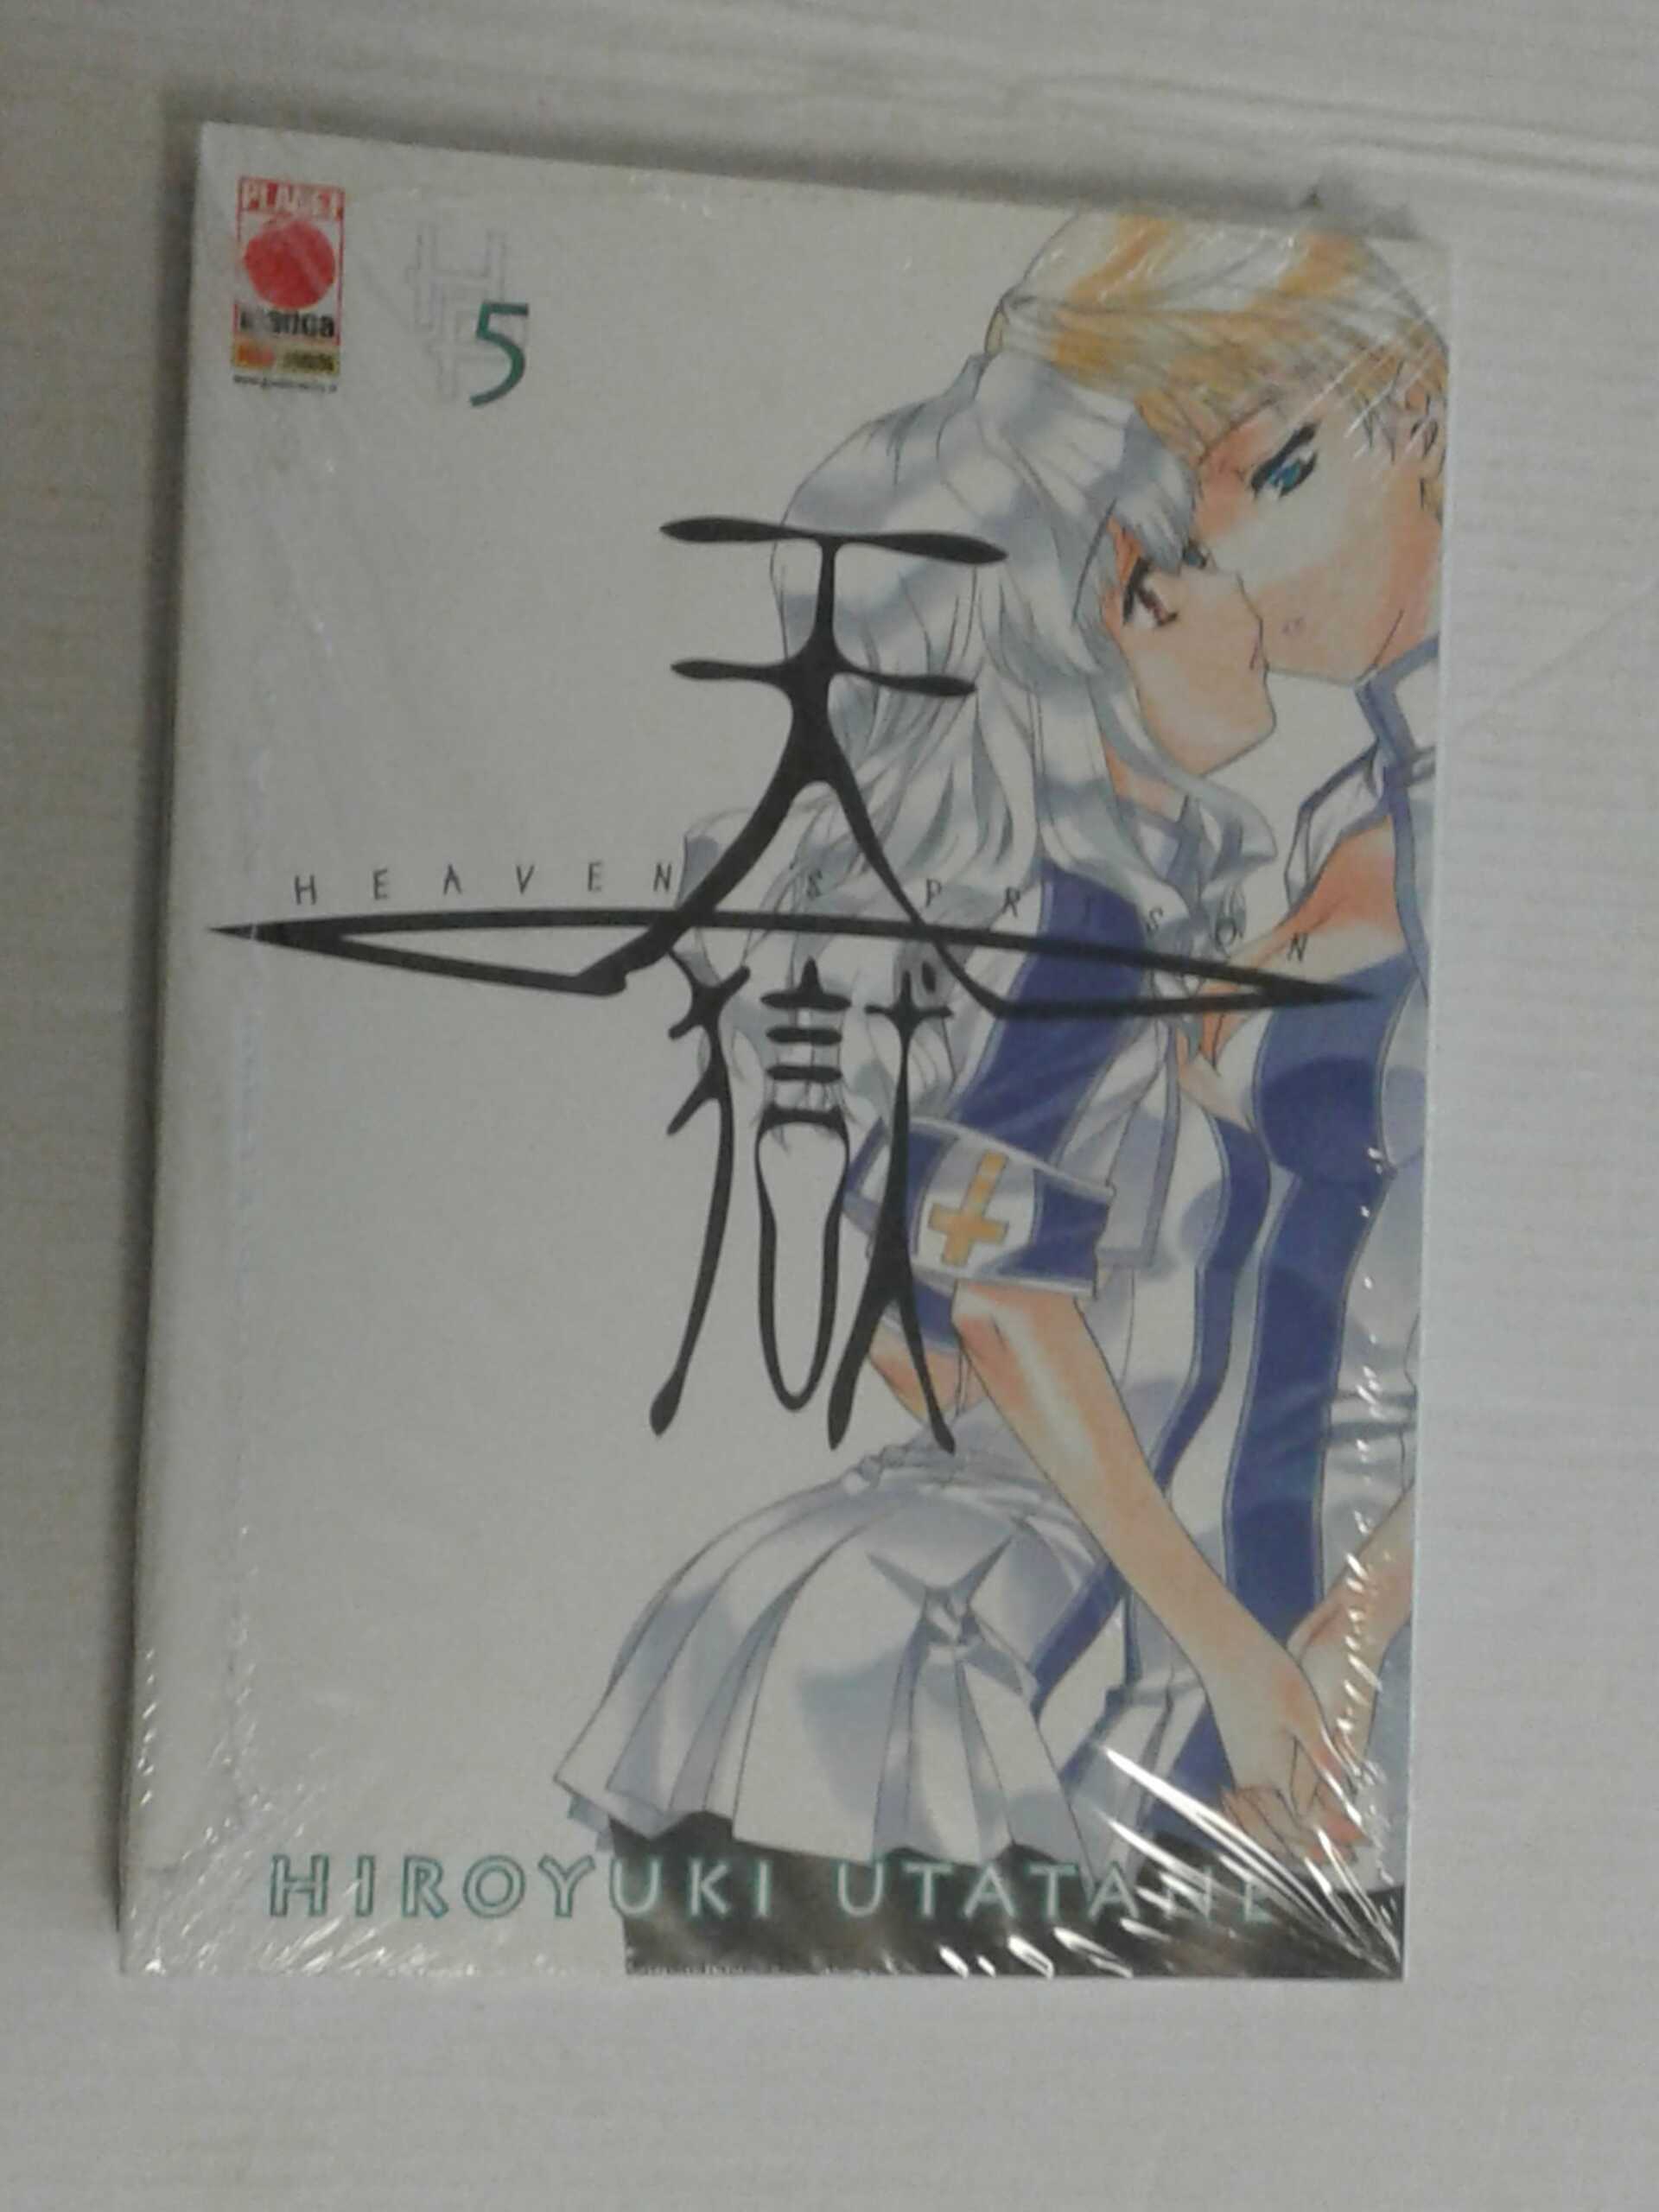 PLANET
manga
5
天獄
HEAVEN'S PRISON
HIROYUKI UTATANE